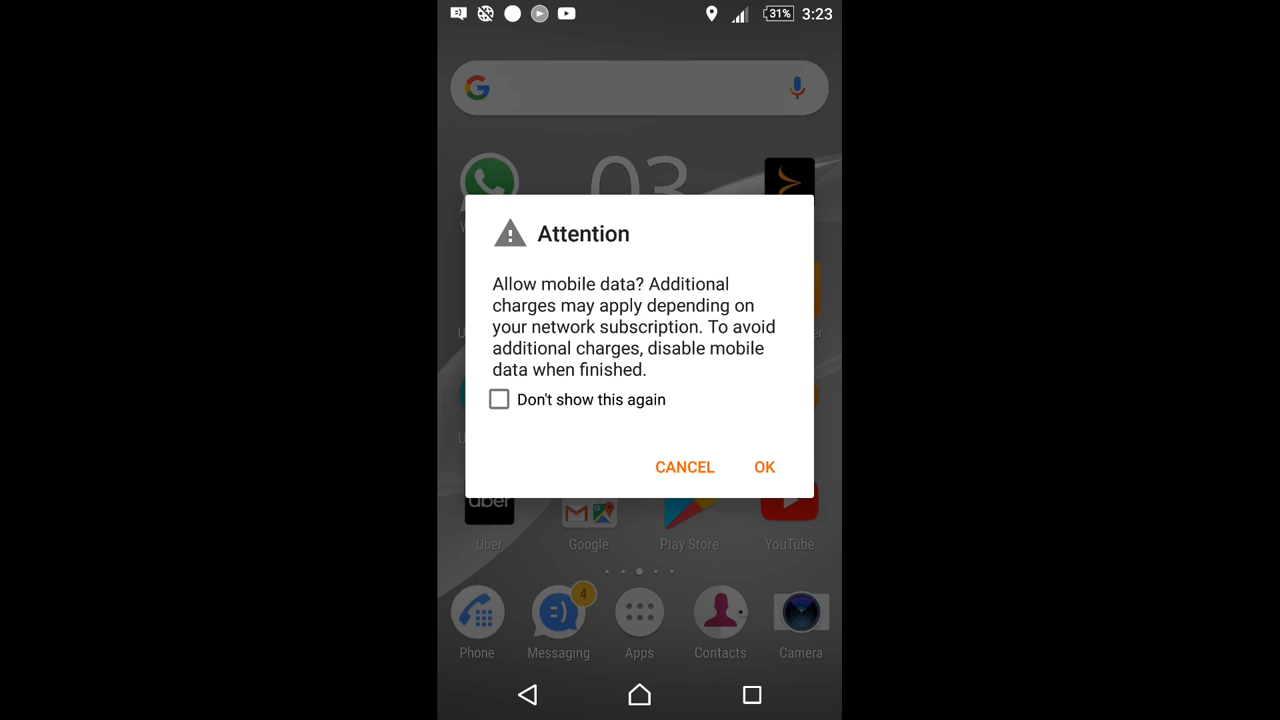 31% 3:23
03
Attention
Allow mobile data? Additional
charges may apply depending on
your network subscription. To avoid
additional charges, disable mobile
data when finished.
Don't show this again
CANCEL OK
uber
Uber Google Play Store YouTube
4
Phone Messaging Apps Contacts Camera